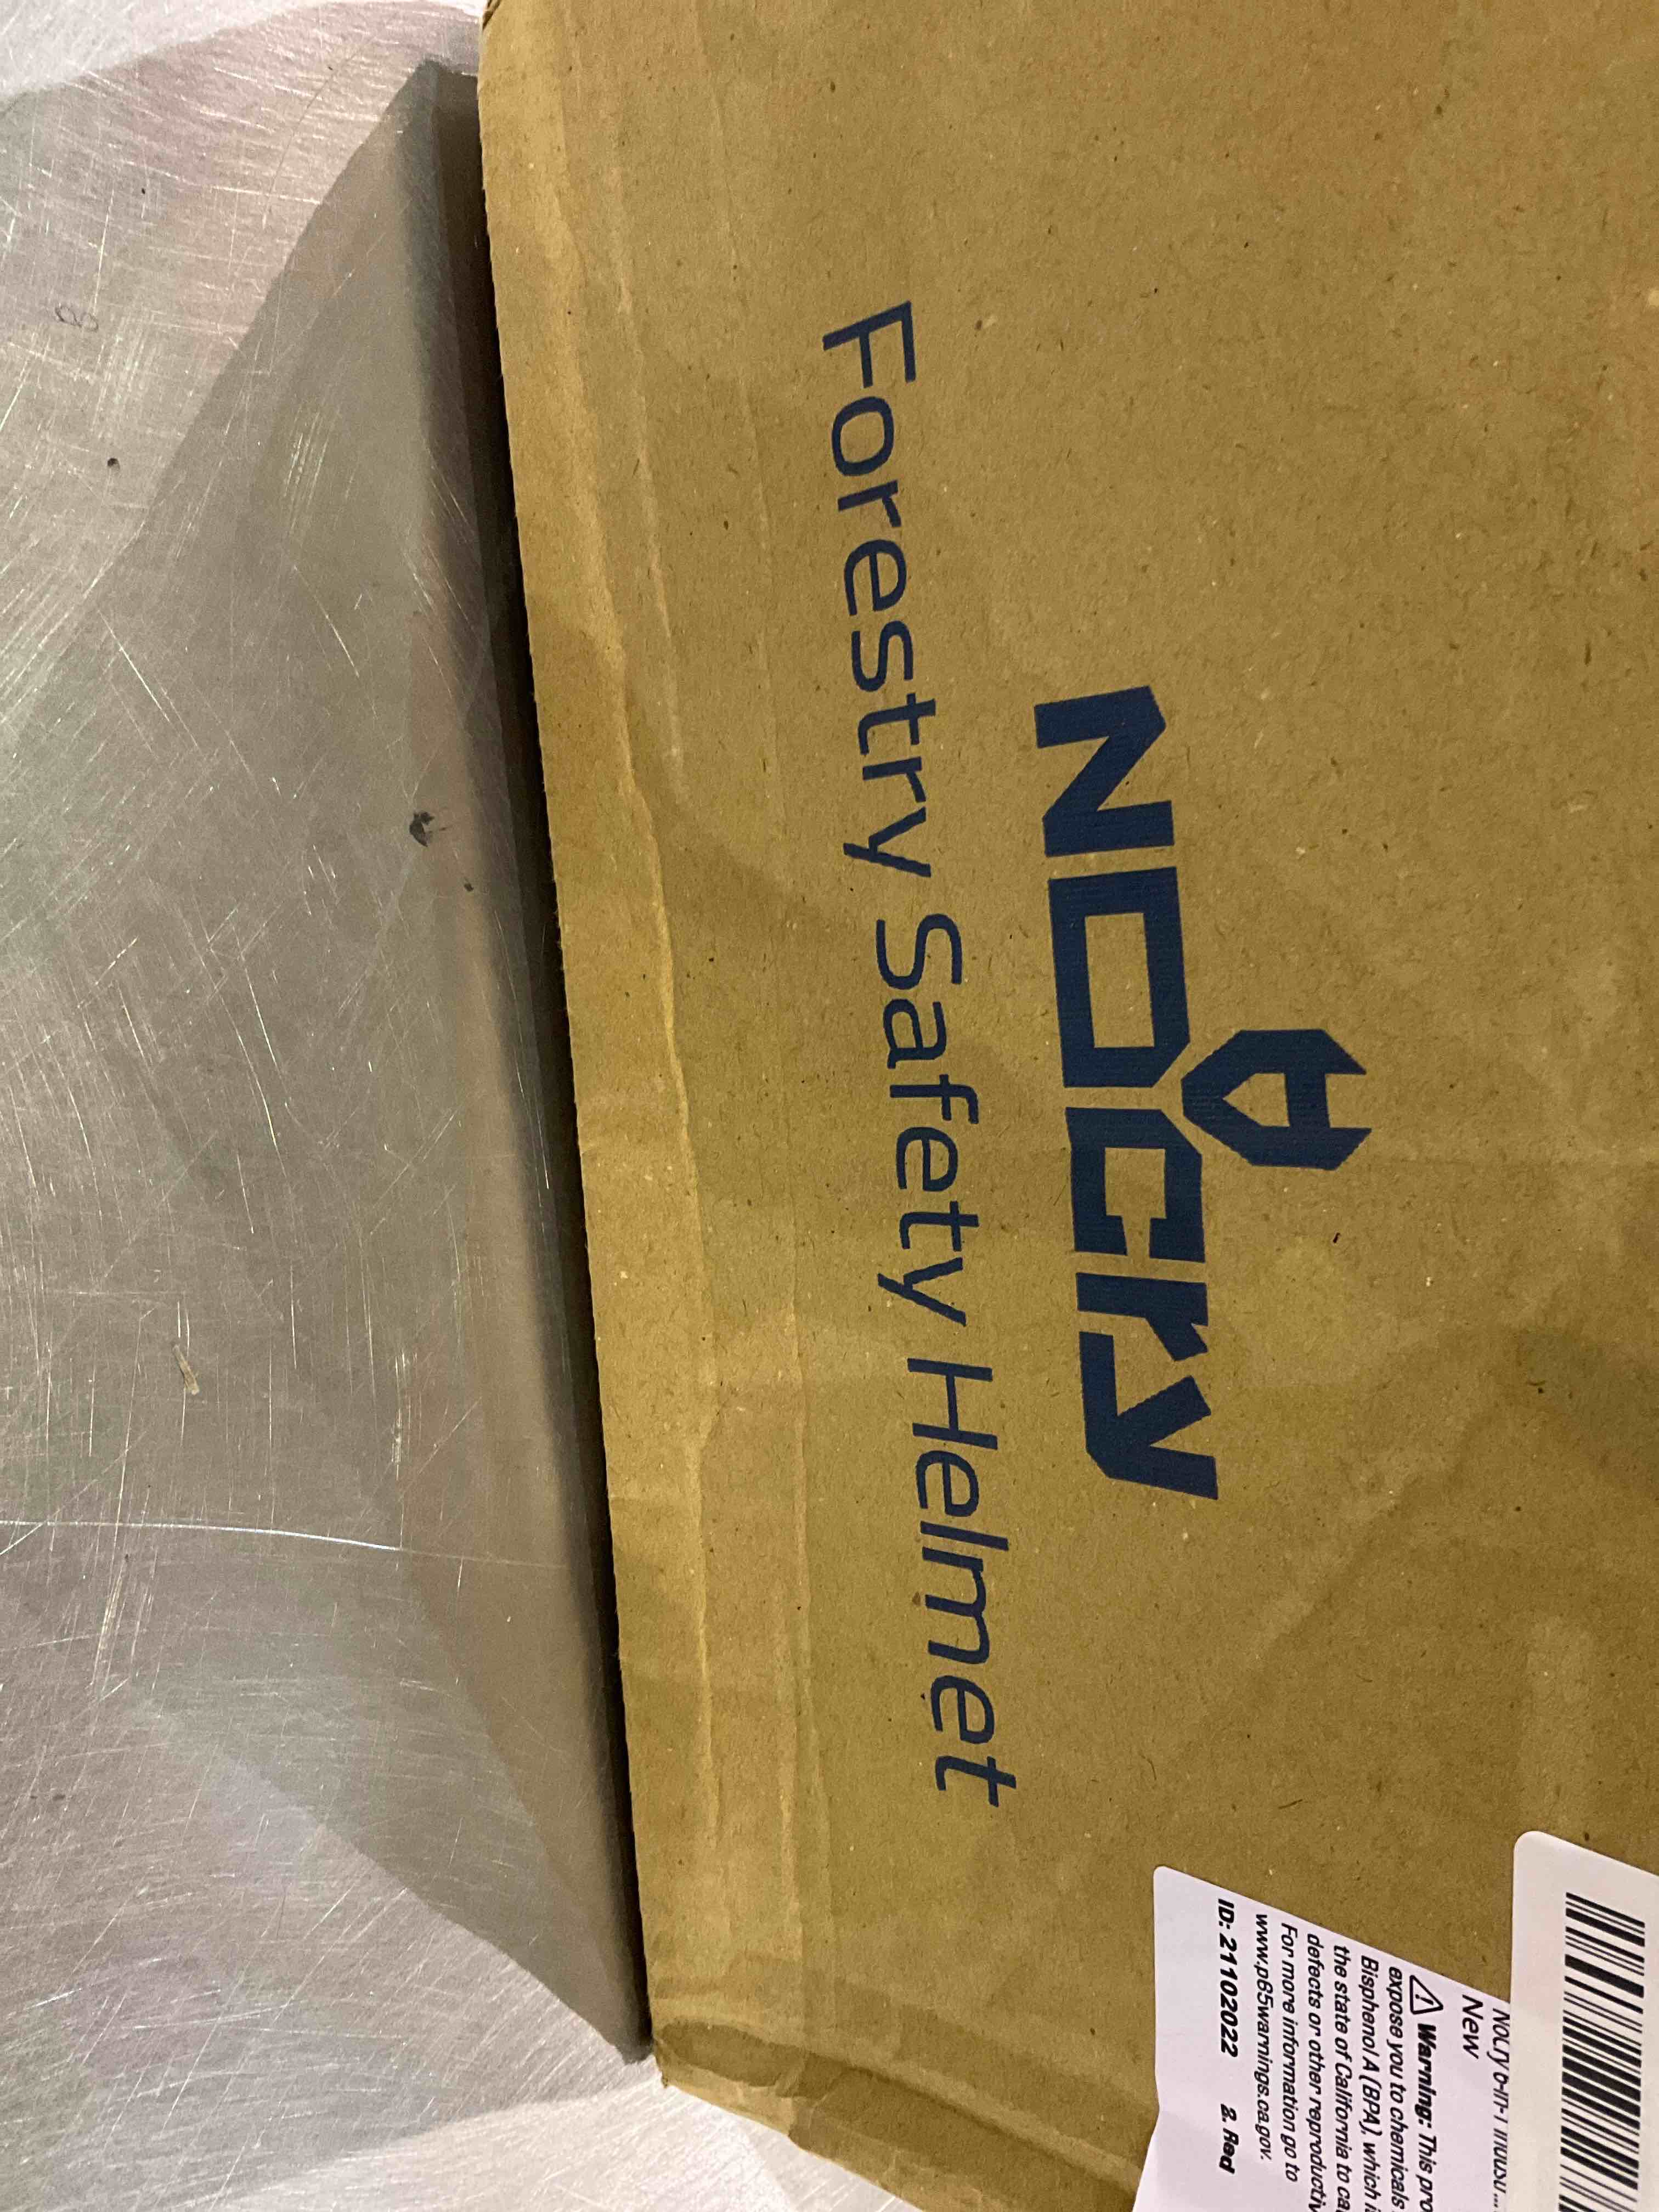 NOCry
Forestry Safety Helmet
New
Warning: This pro
expose you to chemicals
Bisphenol A (BPA), which i
the state of California to ca
defects or other reproductiv
For more information go to
www.p65warnings.ca.gov.
ID: 21102022 2. Red